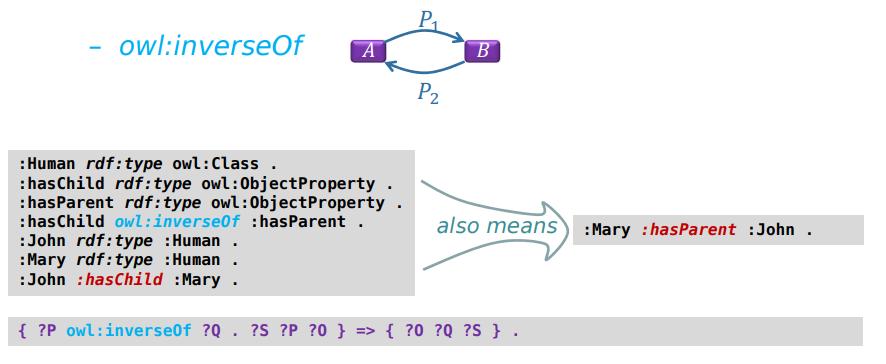 – owl:inverseOf
P1
A B
P2
:Human rdf:type owl:Class .
:hasChild rdf:type owl:ObjectProperty .
:hasParent rdf:type owl:ObjectProperty .
:hasChild owl:inverseOf :hasParent .
:John rdf:type :Human .
:Mary rdf:type :Human .
:John :hasChild :Mary .
also means
:Mary :hasParent :John .
{ ?P owl:inverseOf ?Q . ?S ?P ?O } => { ?O ?Q ?S } .